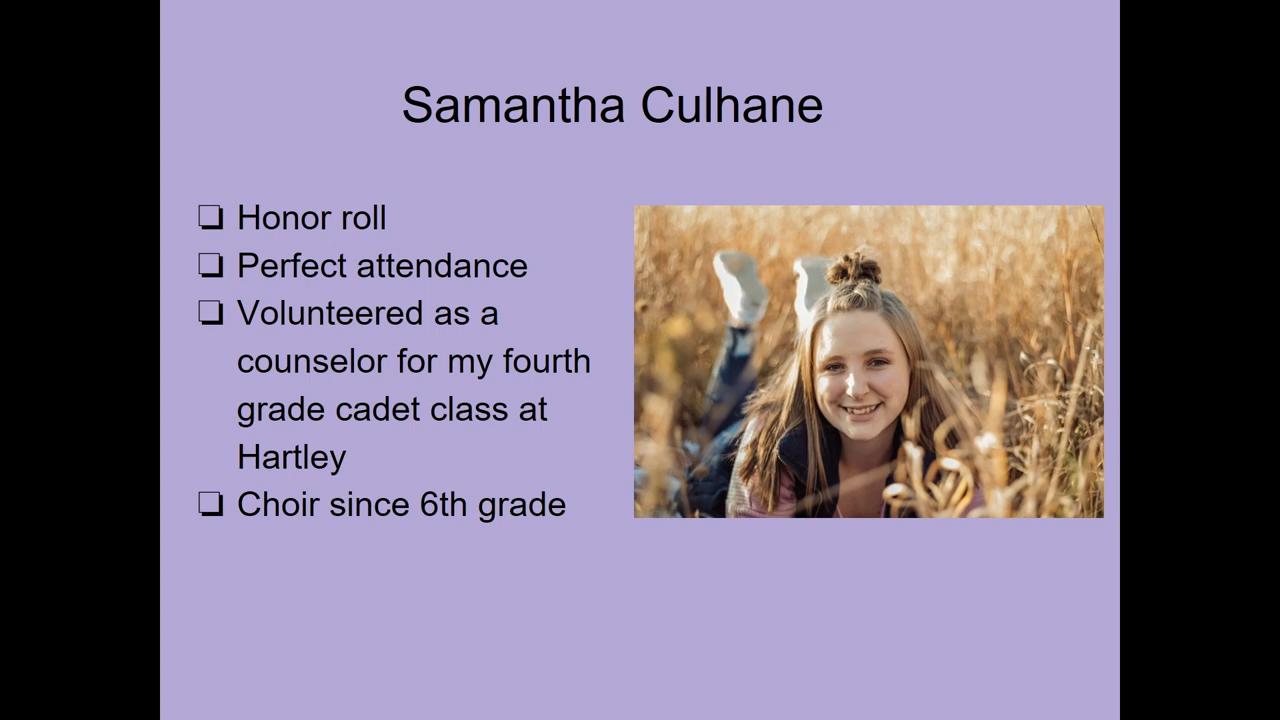 Samantha Culhane
❏ Honor roll
❏ Perfect attendance
❏ Volunteered as a
counselor for my fourth
grade cadet class at
Hartley
❏ Choir since 6th grade